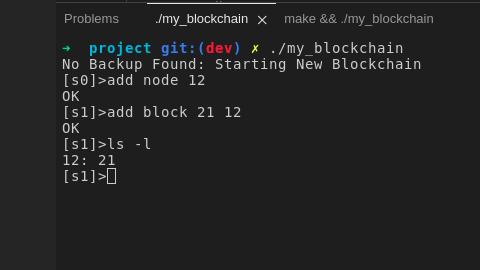 Problems ./my_blockchain × make && ./my_blockchain
➜ project git:(dev) ✗ ./my_blockchain
No Backup Found: Starting New Blockchain
[s0]>add node 12
OK
[s1]>add block 21 12
OK
[s1]>ls -l
12: 21
[s1]>